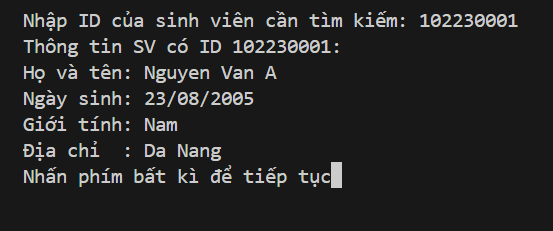 Nhập ID của sinh viên cần tìm kiếm: 102230001
Thông tin SV có ID 102230001:
Họ và tên: Nguyen Van A
Ngày sinh: 23/08/2005
Giới tính: Nam
Địa chỉ  : Da Nang
Nhấn phím bất kì để tiếp tục